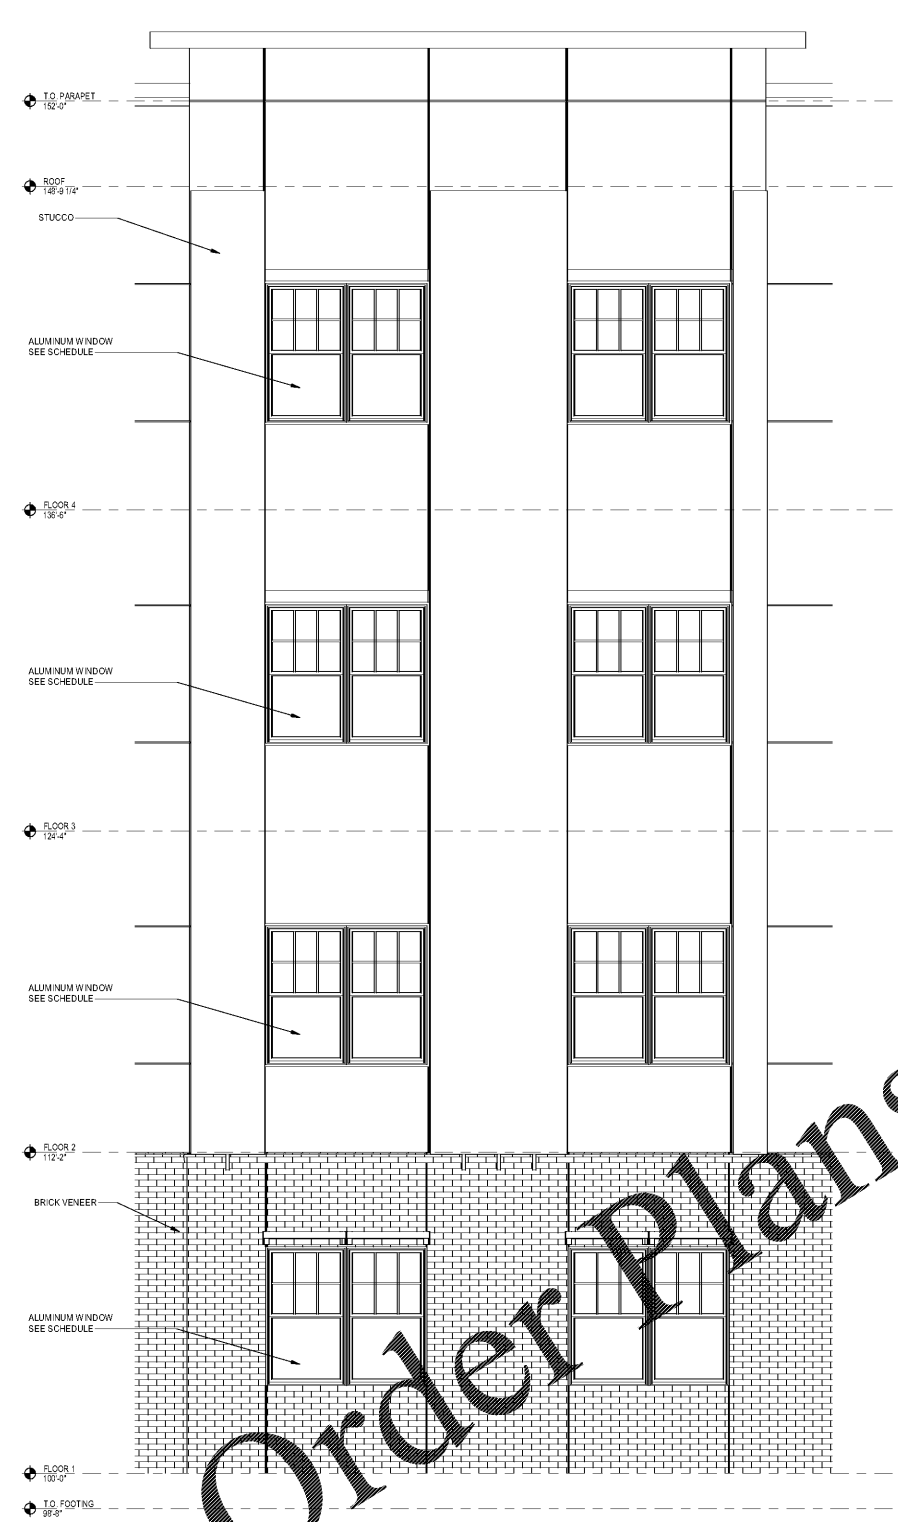 T.O. PARAPET
152'-0"
ROOF
148'-9 1/4"
STUCCO
ALUMINUM WINDOW
SEE SCHEDULE
FLOOR 4
136'-6"
ALUMINUM WINDOW
SEE SCHEDULE
FLOOR 3
124'-4"
ALUMINUM WINDOW
SEE SCHEDULE
FLOOR 2
112'-2"
BRICK VENEER
ALUMINUM WINDOW
SEE SCHEDULE
FLOOR 1
100'-0"
T.O. FOOTING
98'-8"
Order Plans